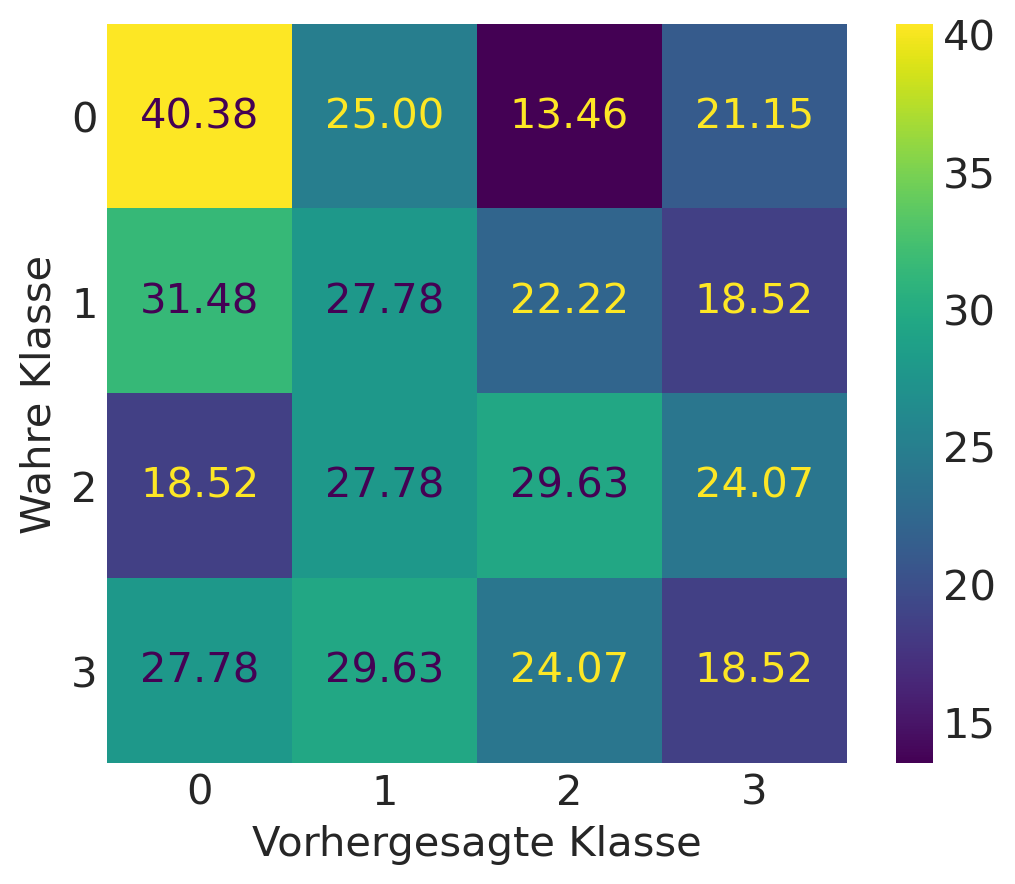 Wahre Klasse
0 40.38 25.00 13.46 21.15
1 31.48 27.78 22.22 18.52
2 18.52 27.78 29.63 24.07
3 27.78 29.63 24.07 18.52
0 1 2 3
Vorhergesagte Klasse
40
35
30
25
20
15